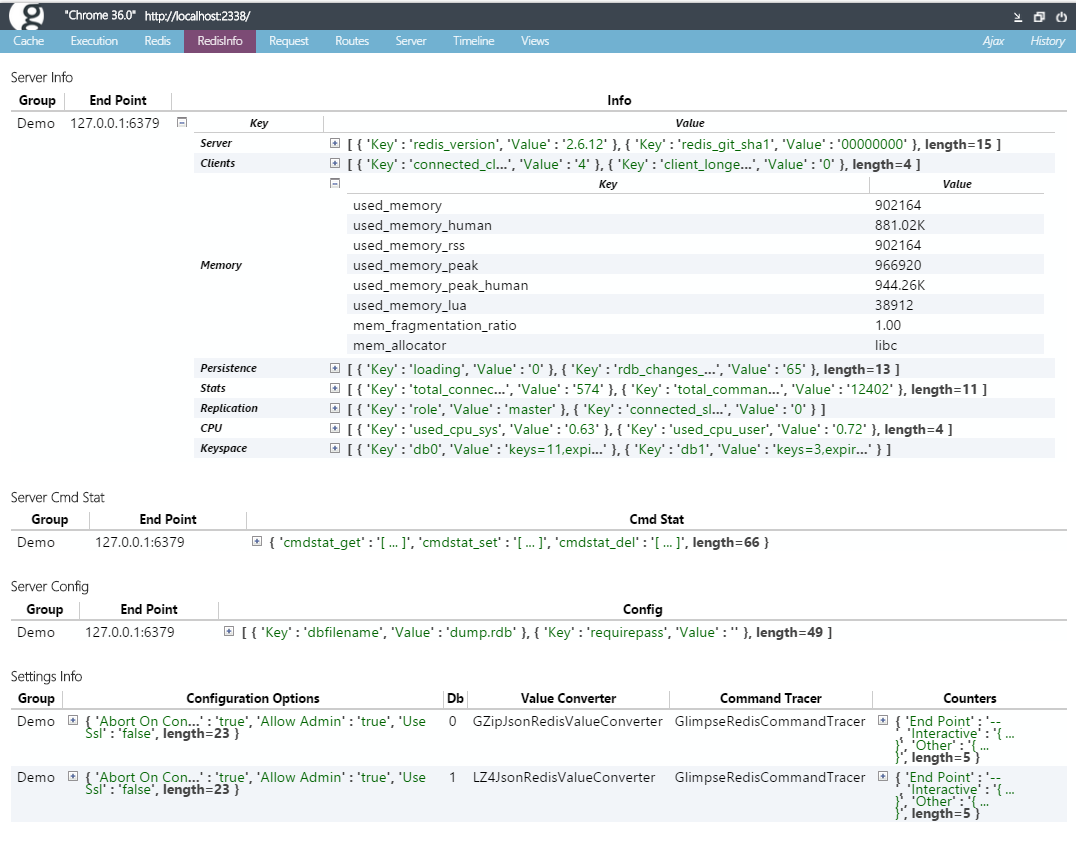 "Chrome 36.0" http://localhost:2338/
Cache Execution Redis RedisInfo Request Routes Server Timeline Views Ajax History
Server Info
Group End Point Info
Demo 127.0.0.1:6379 Key Value
Server [ { 'Key' : 'redis_version', 'Value' : '2.6.12' }, { 'Key' : 'redis_git_sha1', 'Value' : '00000000' }, length=15 ]
Clients [ { 'Key' : 'connected_cl...', 'Value' : '4' }, { 'Key' : 'client_longe...', 'Value' : '0' }, length=4 ]
Key Value
used_memory 902164
used_memory_human 881.02K
used_memory_rss 902164
Memory used_memory_peak 966920
used_memory_peak_human 944.26K
used_memory_lua 38912
mem_fragmentation_ratio 1.00
mem_allocator libc
Persistence [ { 'Key' : 'loading', 'Value' : '0' }, { 'Key' : 'rdb_changes_...', 'Value' : '65' }, length=13 ]
Stats [ { 'Key' : 'total_connec...', 'Value' : '574' }, { 'Key' : 'total_comman...', 'Value' : '12402' }, length=11 ]
Replication [ { 'Key' : 'role', 'Value' : 'master' }, { 'Key' : 'connected_sl...', 'Value' : '0' } ]
CPU [ { 'Key' : 'used_cpu_sys', 'Value' : '0.63' }, { 'Key' : 'used_cpu_user', 'Value' : '0.72' }, length=4 ]
Keyspace [ { 'Key' : 'db0', 'Value' : 'keys=11,expi...' }, { 'Key' : 'db1', 'Value' : 'keys=3,expir...' } ]
Server Cmd Stat
Group End Point Cmd Stat
Demo 127.0.0.1:6379 { 'cmdstat_get' : '[ ... ]', 'cmdstat_set' : '[ ... ]', 'cmdstat_del' : '[ ... ]', length=66 }
Server Config
Group End Point Config
Demo 127.0.0.1:6379 [ { 'Key' : 'dbfilename', 'Value' : 'dump.rdb' }, { 'Key' : 'requirepass', 'Value' : '' }, length=49 ]
Settings Info
Group Configuration Options Db Value Converter Command Tracer Counters
Demo { 'Abort On Con...' : 'true', 'Allow Admin' : 'true', 'Use 0 GZipJsonRedisValueConverter GlimpseRedisCommandTracer { 'End Point' : '--
Ssl' : 'false', length=23 } ', 'Interactive' : '{ ...
}', 'Other' : '{ ...
}', length=5 }
Demo { 'Abort On Con...' : 'true', 'Allow Admin' : 'true', 'Use 1 LZ4JsonRedisValueConverter GlimpseRedisCommandTracer { 'End Point' : '--
Ssl' : 'false', length=23 } ', 'Interactive' : '{ ...
}', 'Other' : '{ ...
}', length=5 }